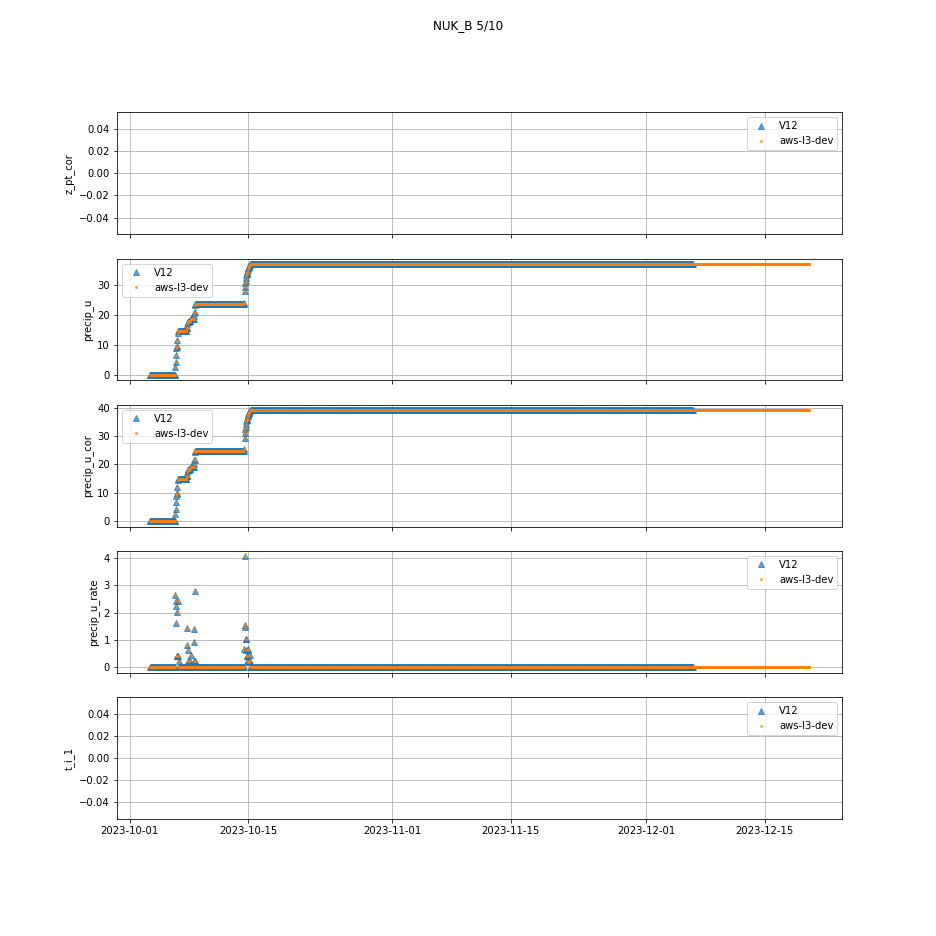 NUK_B 5/10
V12
aws-l3-dev
0.04
0.02
0.00
−0.02
−0.04
z_pt_cor
V12
aws-l3-dev
30
20
10
0
precip_u
V12
aws-l3-dev
40
30
20
10
0
precip_u_cor
V12
aws-l3-dev
4
3
2
1
0
precip_u_rate
V12
aws-l3-dev
0.04
0.02
0.00
−0.02
−0.04
t_i_1
2023-10-01 2023-10-15 2023-11-01 2023-11-15 2023-12-01 2023-12-15